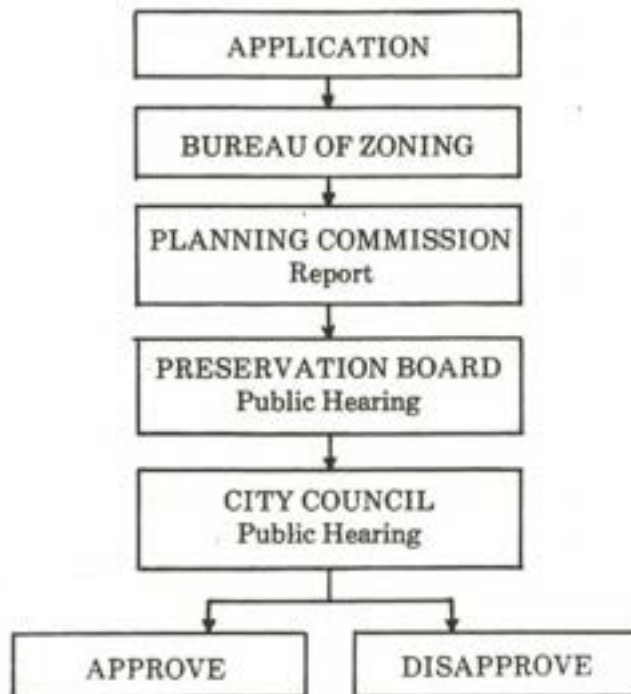 APPLICATION
BUREAU OF ZONING
PLANNING COMMISSION
Report
PRESERVATION BOARD
Public Hearing
CITY COUNCIL
Public Hearing
APPROVE
DISAPPROVE